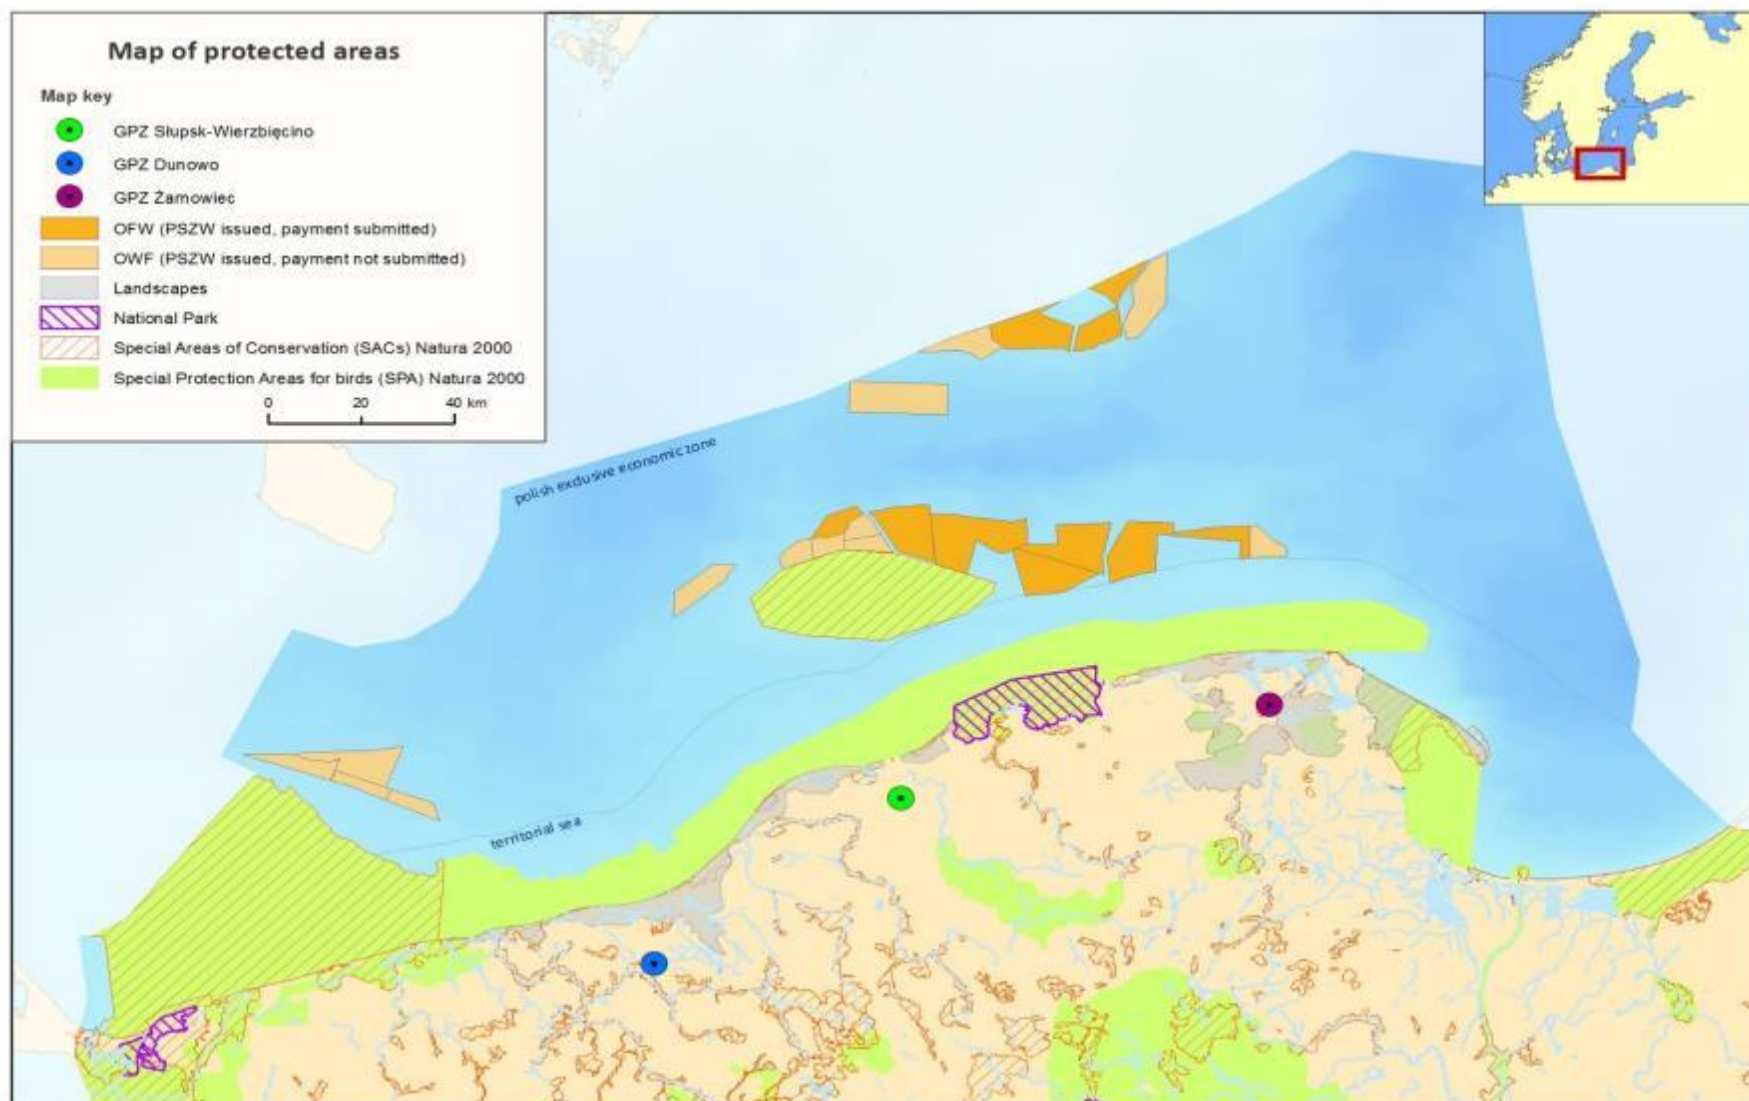 Map of protected areas
Map key
GPZ Słupsk-Wierzbięcino
GPZ Dunowo
GPZ Żarnowiec
OFW (PSZW issued, payment submitted)
OWF (PSZW issued, payment not submitted)
Landscapes
National Park
Special Areas of Conservation (SACs) Natura 2000
Special Protection Areas for birds (SPA) Natura 2000
0 20 40 km
polish exclusive economic zone
territorial sea